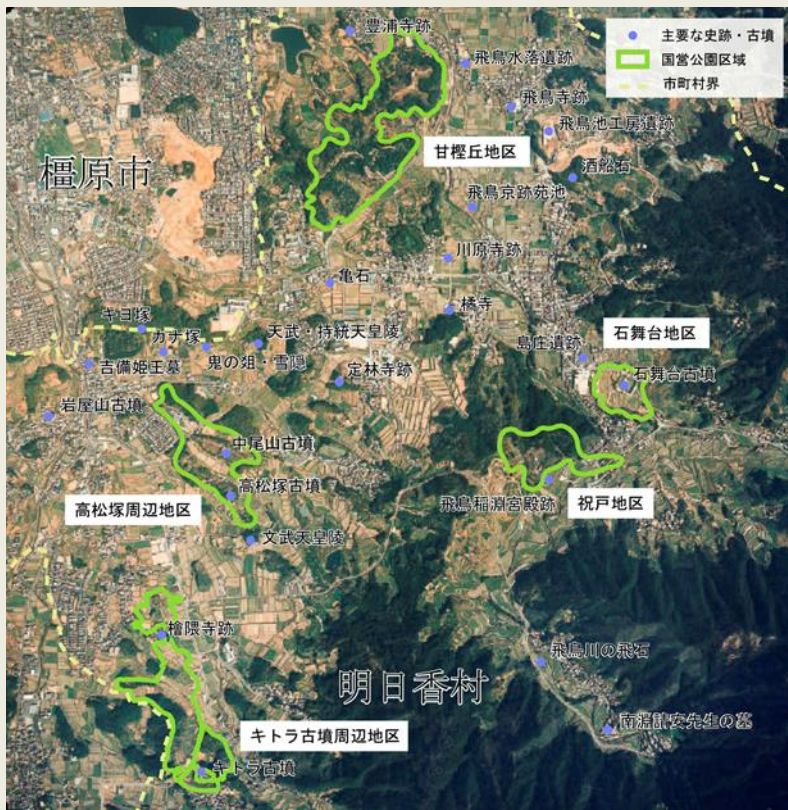 豊浦寺跡
主要な史跡・古墳
国営公園区域
市町村界
飛鳥水落遺跡
飛鳥寺跡
飛鳥池工房遺跡
甘樫丘地区
酒船石
橿原市
飛鳥京跡苑池
川原寺跡
亀石
橘寺
キヨ塚
天武・持統天皇陵
カナ塚
鬼の俎・雪隠
吉備姫王墓
島庄遺跡
石舞台地区
石舞台古墳
定林寺跡
岩屋山古墳
中尾山古墳
高松塚古墳
高松塚周辺地区
飛鳥稲淵宮殿跡
祝戸地区
文武天皇陵
檜隈寺跡
飛鳥川の飛石
明日香村
南淵請安先生の墓
キトラ古墳周辺地区
キトラ古墳